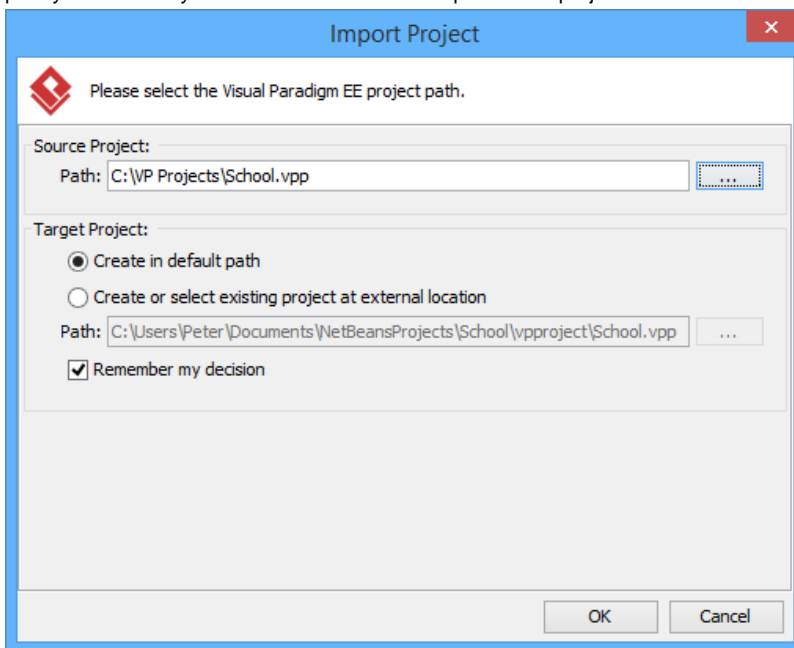 Import Project
Please select the Visual Paradigm EE project path.
Source Project:
Path: C:\VP Projects\School.vpp ...
Target Project:
Create in default path
Create or select existing project at external location
Path: C:\Users\Peter\Documents\NetBeansProjects\School\vpproject\School.vpp ...
Remember my decision
OK Cancel